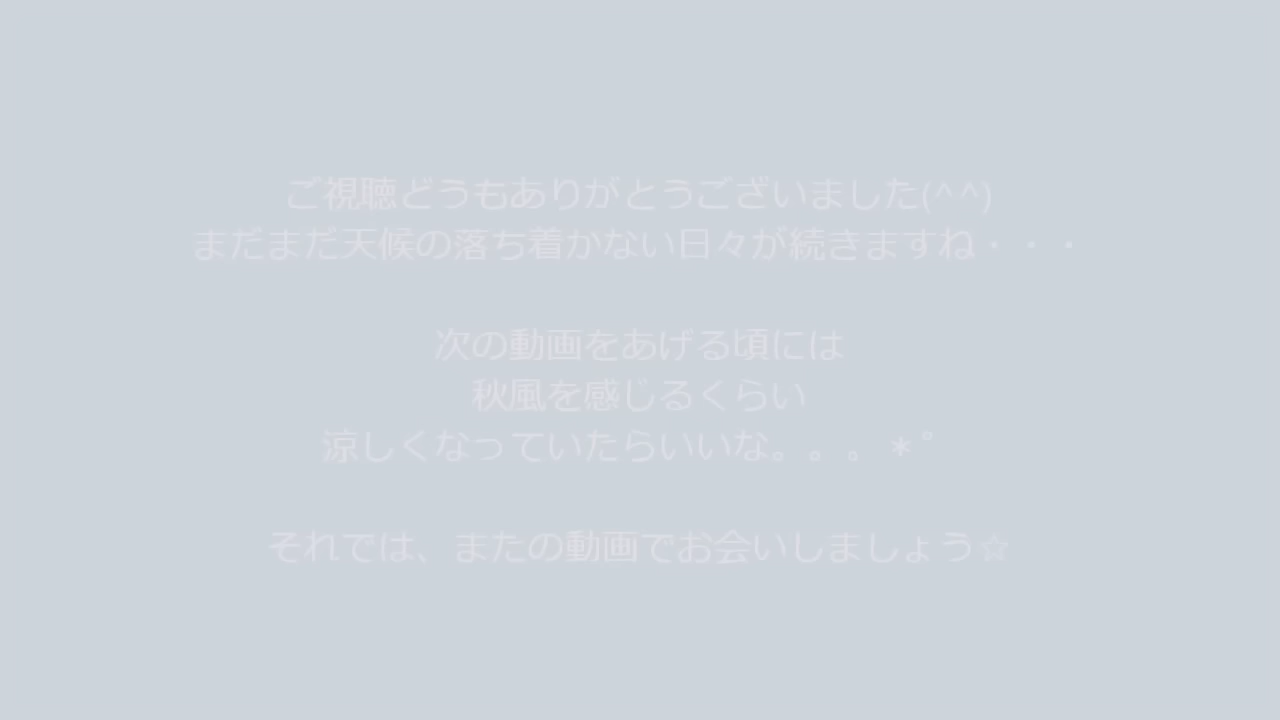 ご視聴どうもありがとうございました(^^)
まだまだ天候の落ち着かない日々が続きますね・・・
次の動画をあげる頃には
秋風を感じるくらい
涼しくなっていたらいいな。。。＊ﾟ
それでは、またの動画でお会いしましょう☆